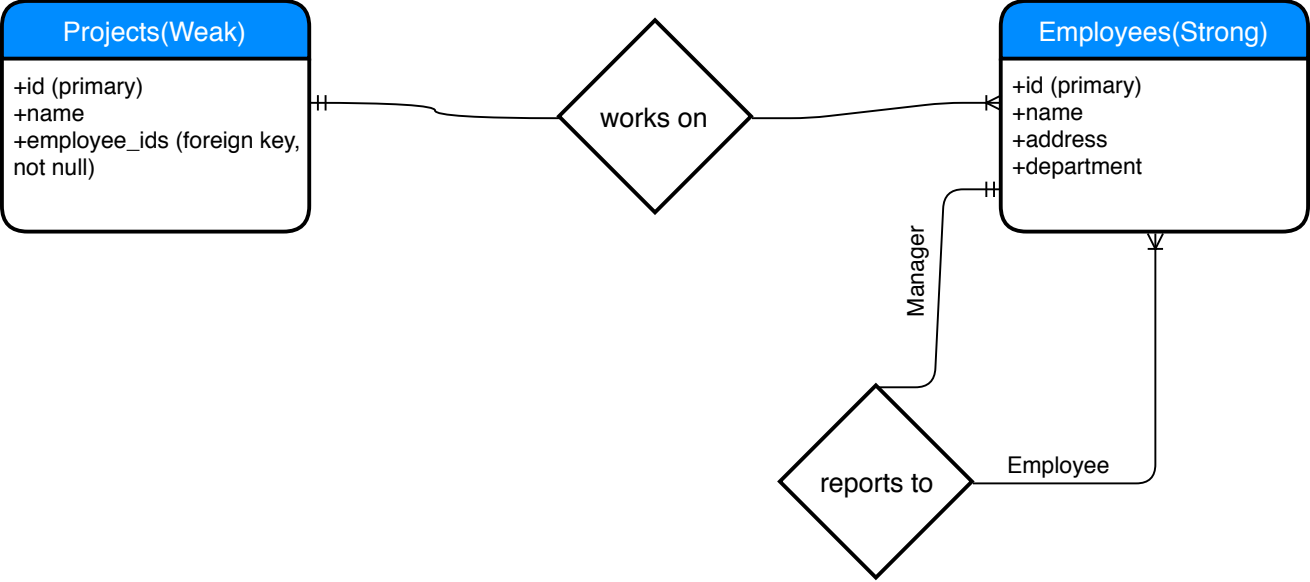 Projects(Weak)
+id (primary)
+name
+employee_ids (foreign key,
not null)
works on
Employees(Strong)
+id (primary)
+name
+address
+department
Manager
reports to
Employee